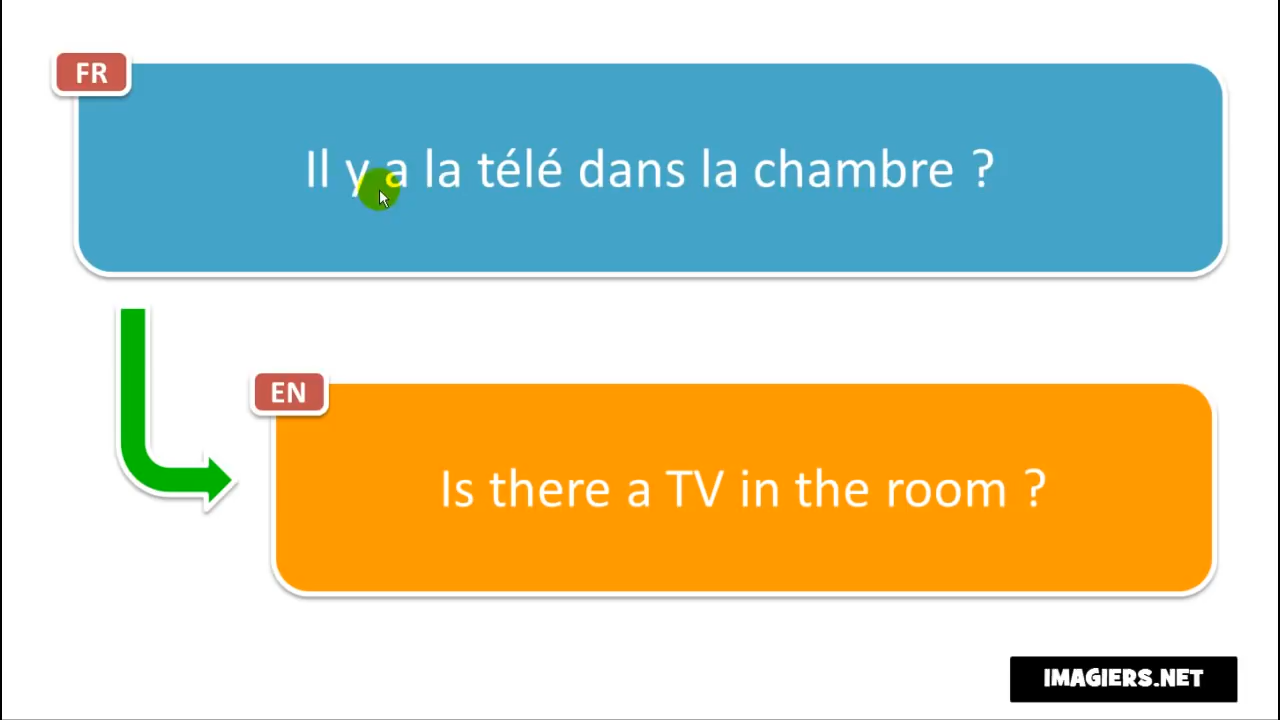 FR
Il y a la télé dans la chambre ?
EN
Is there a TV in the room ?
IMAGIERS.NET